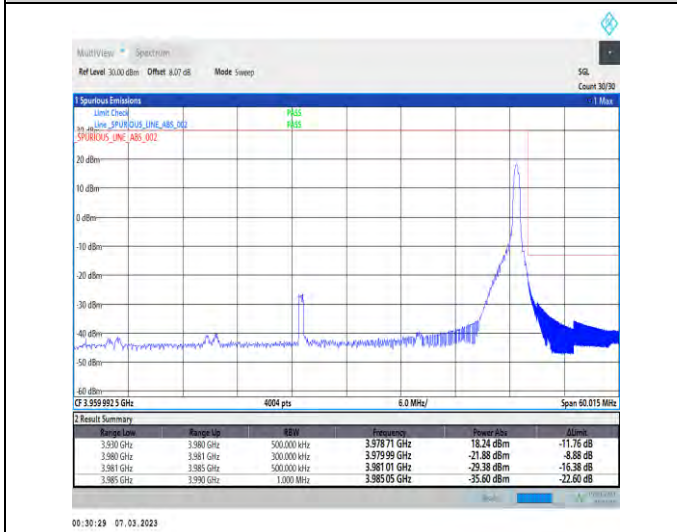 MultiView Spectrum
Ref Level 30.00 dBm Offset 8.07 dB Mode Sweep SGL
Count 30/30
1 Spurious Emissions 1 Max
Limit Check PASS
Line _SPURIOUS_LINE_ABS_002 PASS
30 dBm
_SPURIOUS_LINE_ABS_002
20 dBm
10 dBm
0 dBm
-10 dBm
-20 dBm
-30 dBm
-40 dBm
-50 dBm
-60 dBm
CF 3.959 992 5 GHz 4004 pts 6.0 MHz/ Span 60.015 MHz
2 Result Summary
Range Low Range Up RBW Frequency Power Abs ΔLimit
3.930 GHz 3.980 GHz 500.000 kHz 3.978 71 GHz 18.24 dBm -11.76 dB
3.980 GHz 3.981 GHz 300.000 kHz 3.979 99 GHz -21.88 dBm -8.88 dB
3.981 GHz 3.985 GHz 500.000 kHz 3.981 01 GHz -29.38 dBm -16.38 dB
3.985 GHz 3.990 GHz 1.000 MHz 3.985 05 GHz -35.60 dBm -22.60 dB
00:30:29 07.03.2023